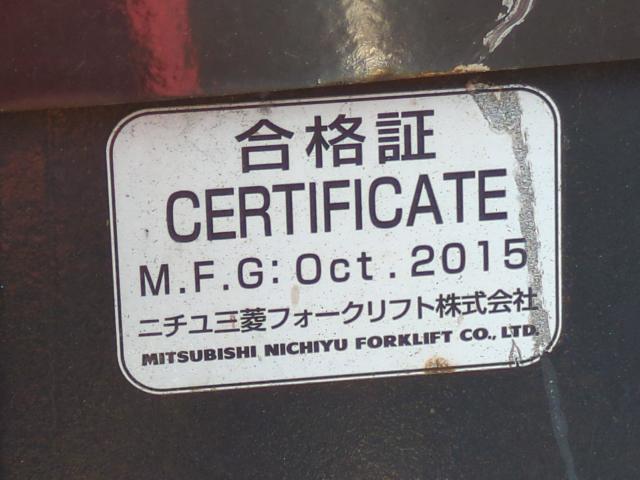 合格証
CERTIFICATE
M.F.G: Oct. 2015
ニチユ三菱フォークリフト株式会社
MITSUBISHI NICHIYU FORKLIFT CO., LTD.